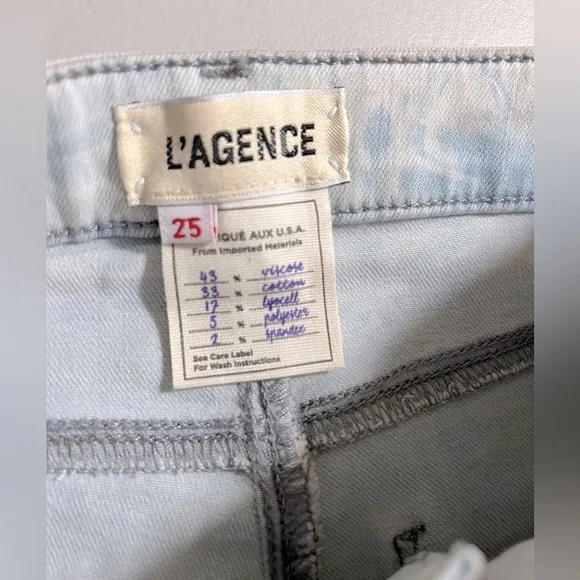 L'AGENCE
25
IQUÉ AUX U.S.A.
From Imported Materials
43 % viscose
33 % cotton
17 % lyocell
5 % polyester
2 % spandex
See Care Label
For Wash Instructions